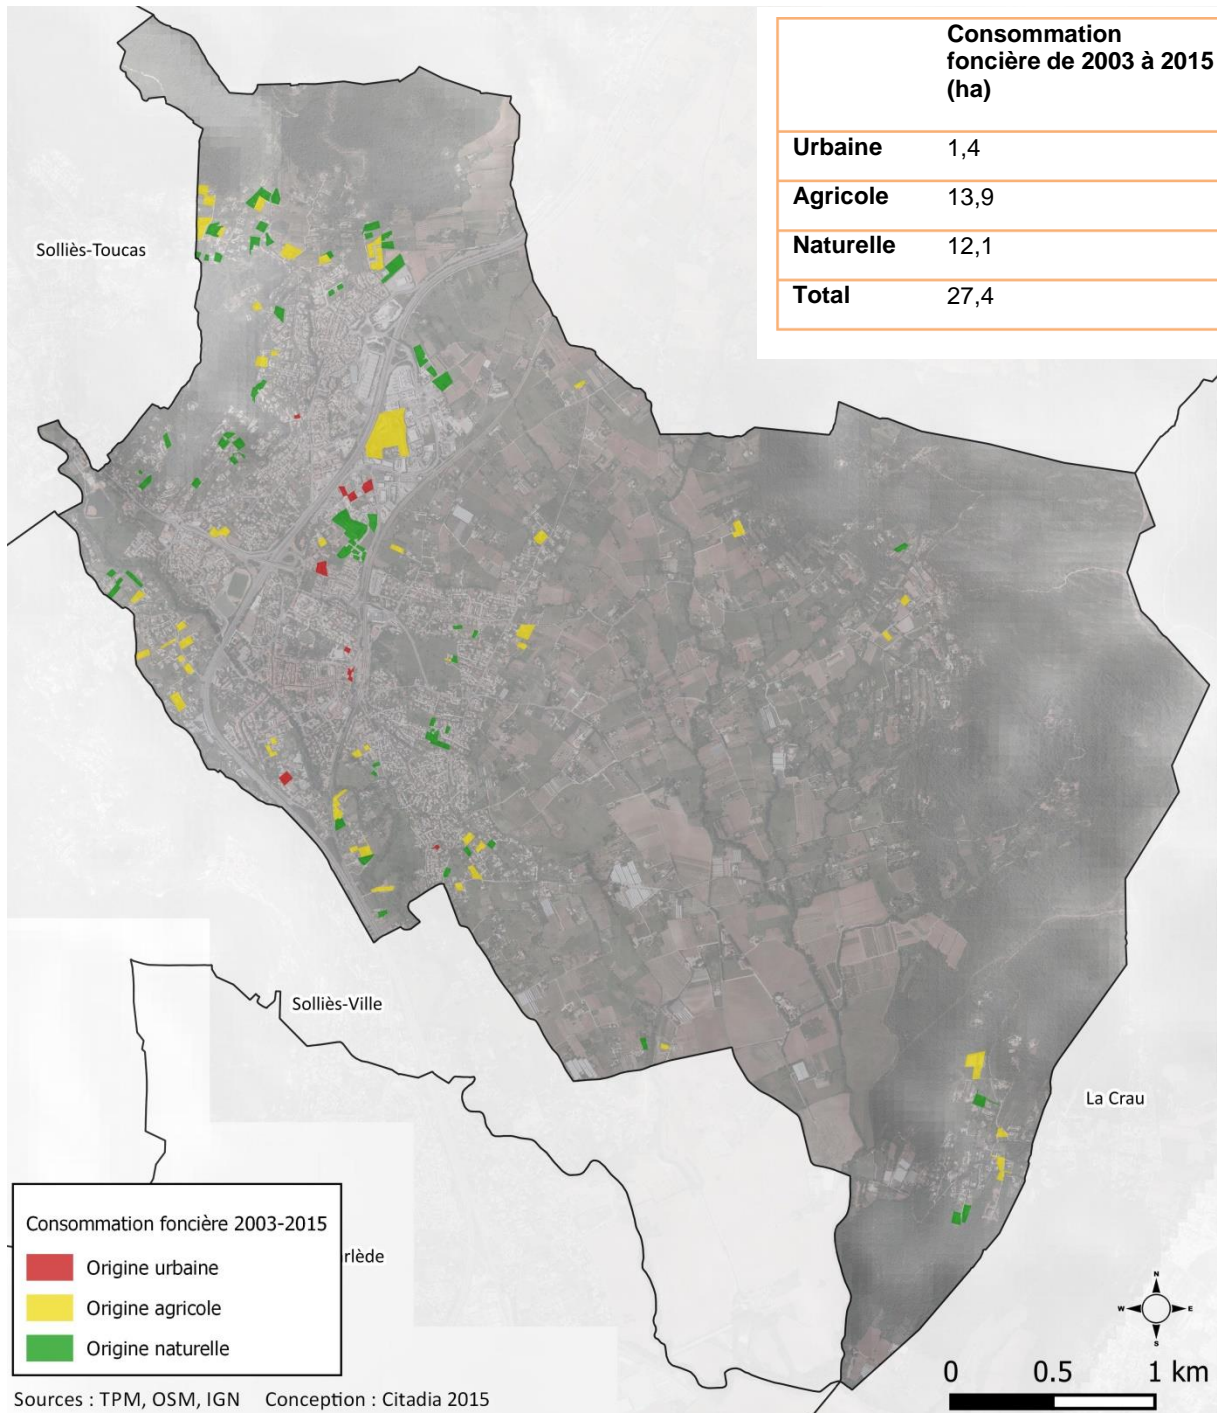 Consommation
foncière de 2003 à 2015
(ha)
Urbaine 1,4
Agricole 13,9
Naturelle 12,1
Total 27,4
Solliès-Toucas
Solliès-Ville
La Crau
rlède
Consommation foncière 2003-2015
Origine urbaine
Origine agricole
Origine naturelle
N
W E
S
0 0.5 1 km
Sources : TPM, OSM, IGN Conception : Citadia 2015